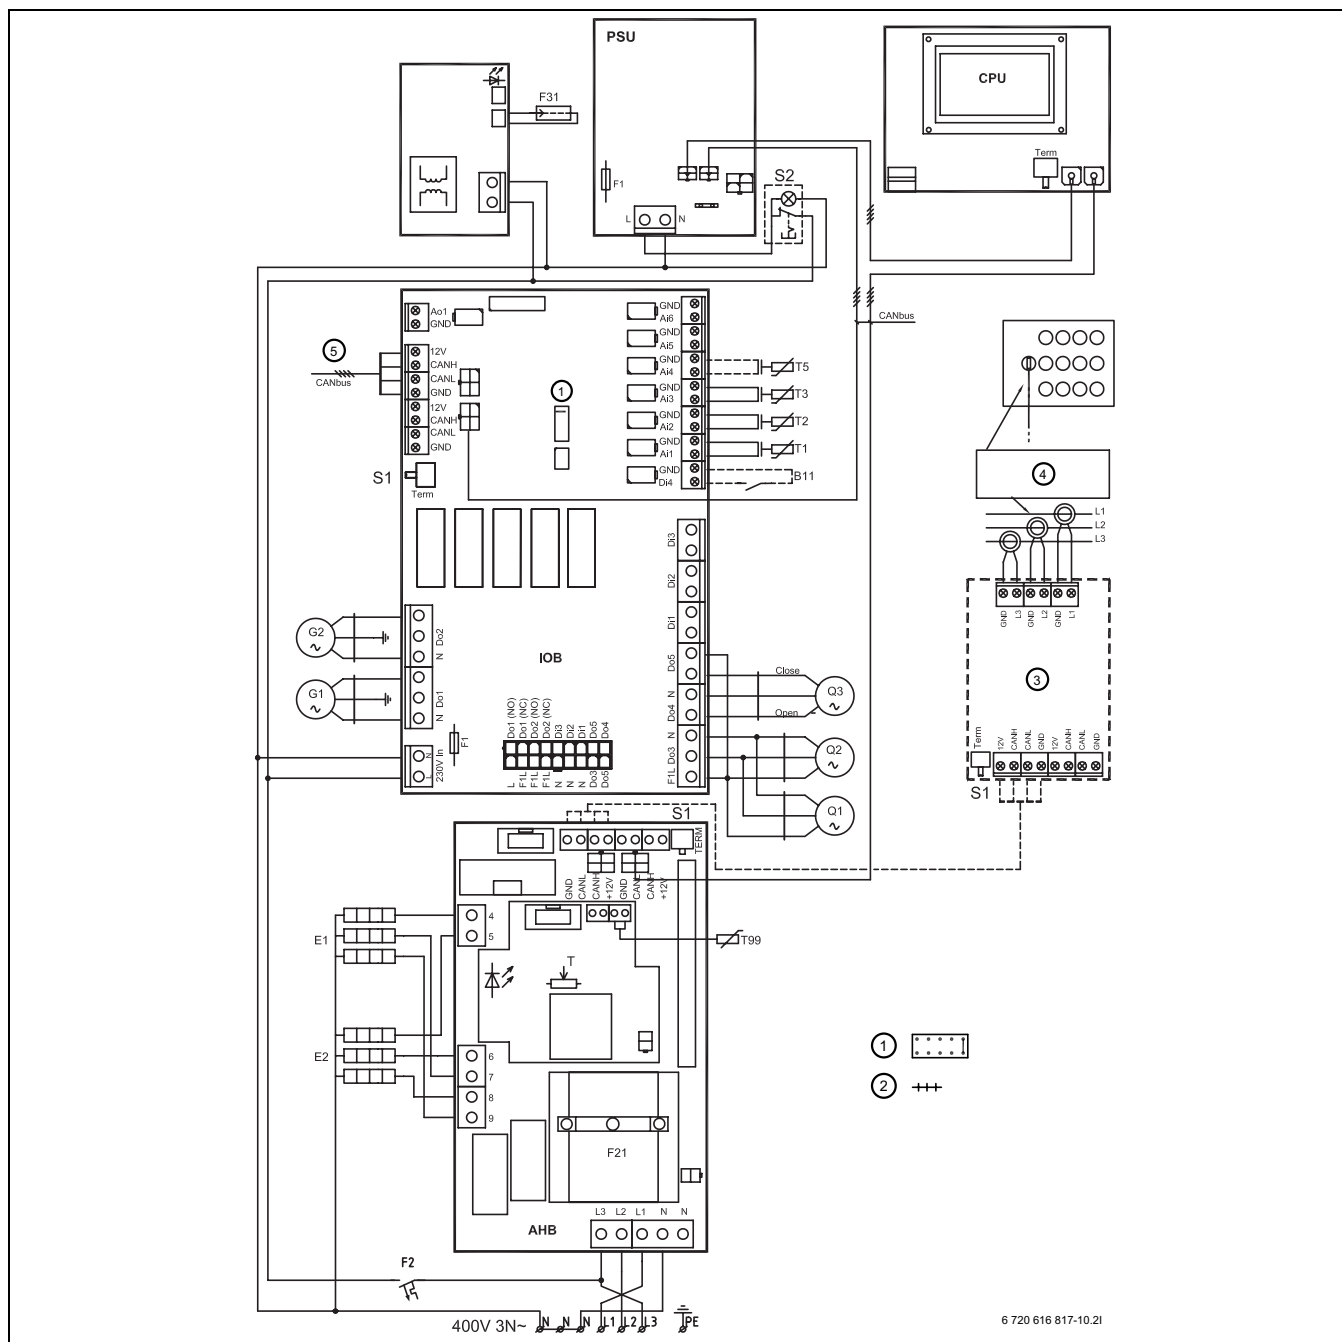 PSU
CPU
F31
Term
F1
S2
L
N
CANbus
Ao1
GND
GND
Ai6
GND
Ai5
GND
Ai4
T5
GND
Ai3
T3
GND
Ai2
T2
GND
Ai1
T1
GND
Di4
B11
5
CANbus
12V
CANH
CANL
GND
12V
CANH
CANL
GND
1
S1
Term
4
L1
L2
L3
GND
L3
GND
L2
GND
L1
3
Term
12V
CANH
CANL
GND
12V
CANH
CANL
GND
S1
Di3
Di2
Di1
Do5
N
Do4
N
Do3
F1L
Close
Open
Q3
Q2
Q1
G2
Do2
N
G1
Do1
N
IOB
F1
N
L
230V In
Do1 (NO)
Do1 (NC)
Do2 (NO)
Do2 (NC)
Di3
Di2
Di1
Do5
Do4
L
F1L
F1L
F1L
N
N
N
Do3
Do5
S1
TERM
GND
CANL
CANH
+12V
GND
CANL
CANH
+12V
E1
4
5
T99
T
E2
6
7
8
9
F21
AHB
L3 L2 L1 N N
1
2
F2
400V 3N~
N N N L1 L2 L3 PE
6 720 616 817-10.2I